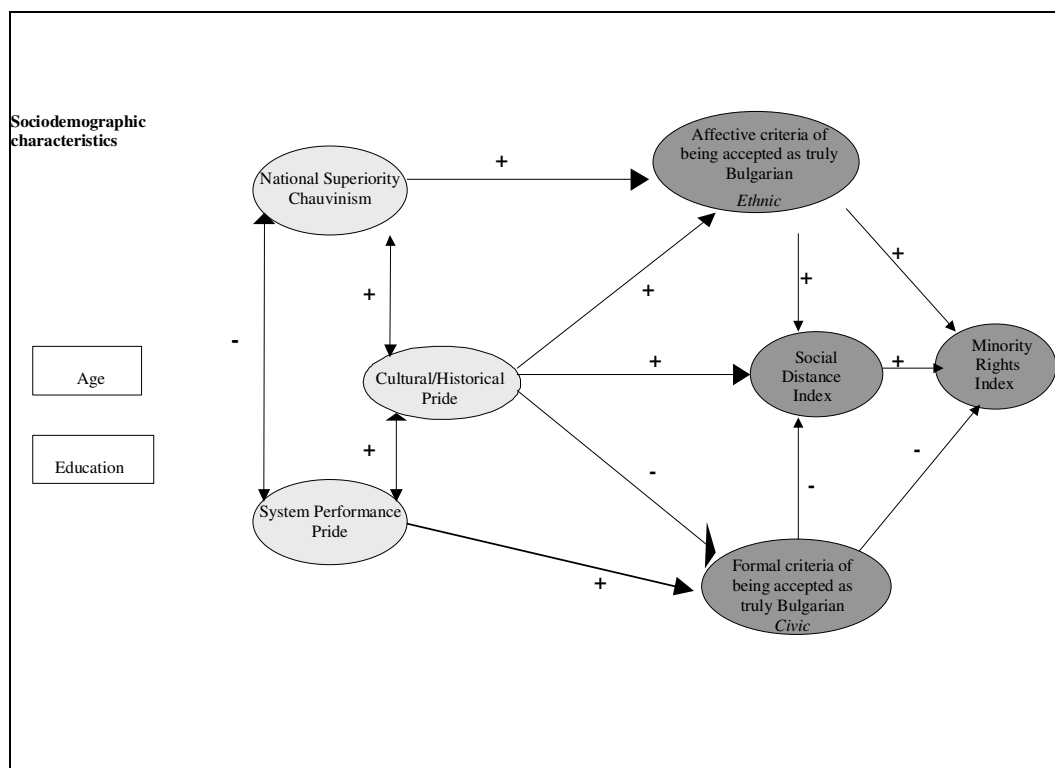 Sociodemographic
characteristics
Affective criteria of
being accepted as truly
Bulgarian
Ethnic
+
National Superiority
Chauvinism
+
+
+
+
-
Age
Cultural/Historical
Pride
+
Social
Distance
Index
+
Minority
Rights
Index
Education
+
-
-
-
System Performance
Pride
+
Formal criteria of
being accepted as
truly Bulgarian
Civic